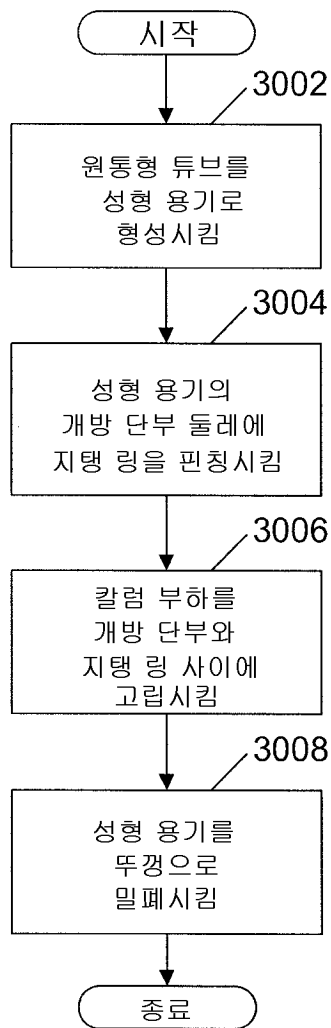 시작
3002
원통형 튜브를
성형 용기로
형성시킴
3004
성형 용기의
개방 단부 둘레에
지탱 링을 핀칭시킴
3006
칼럼 부하를
개방 단부와
지탱 링 사이에
고립시킴
3008
성형 용기를
뚜껑으로
밀폐시킴
종료